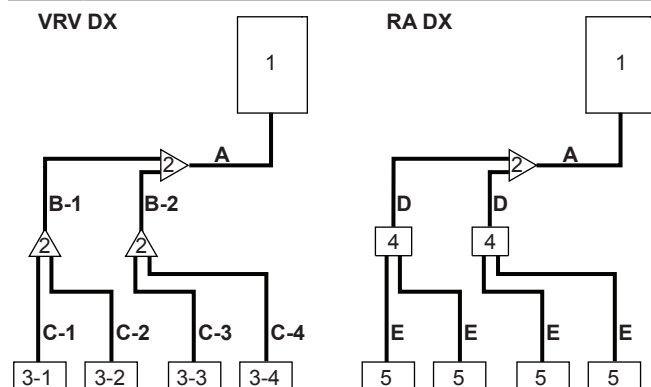 VRV DX RA DX
1 1
2 A 2 A
B-1 B-2 D D
2 2 4 4
C-1 C-2 C-3 C-4 E E E E
3-1 3-2 3-3 3-4 5 5 5 5